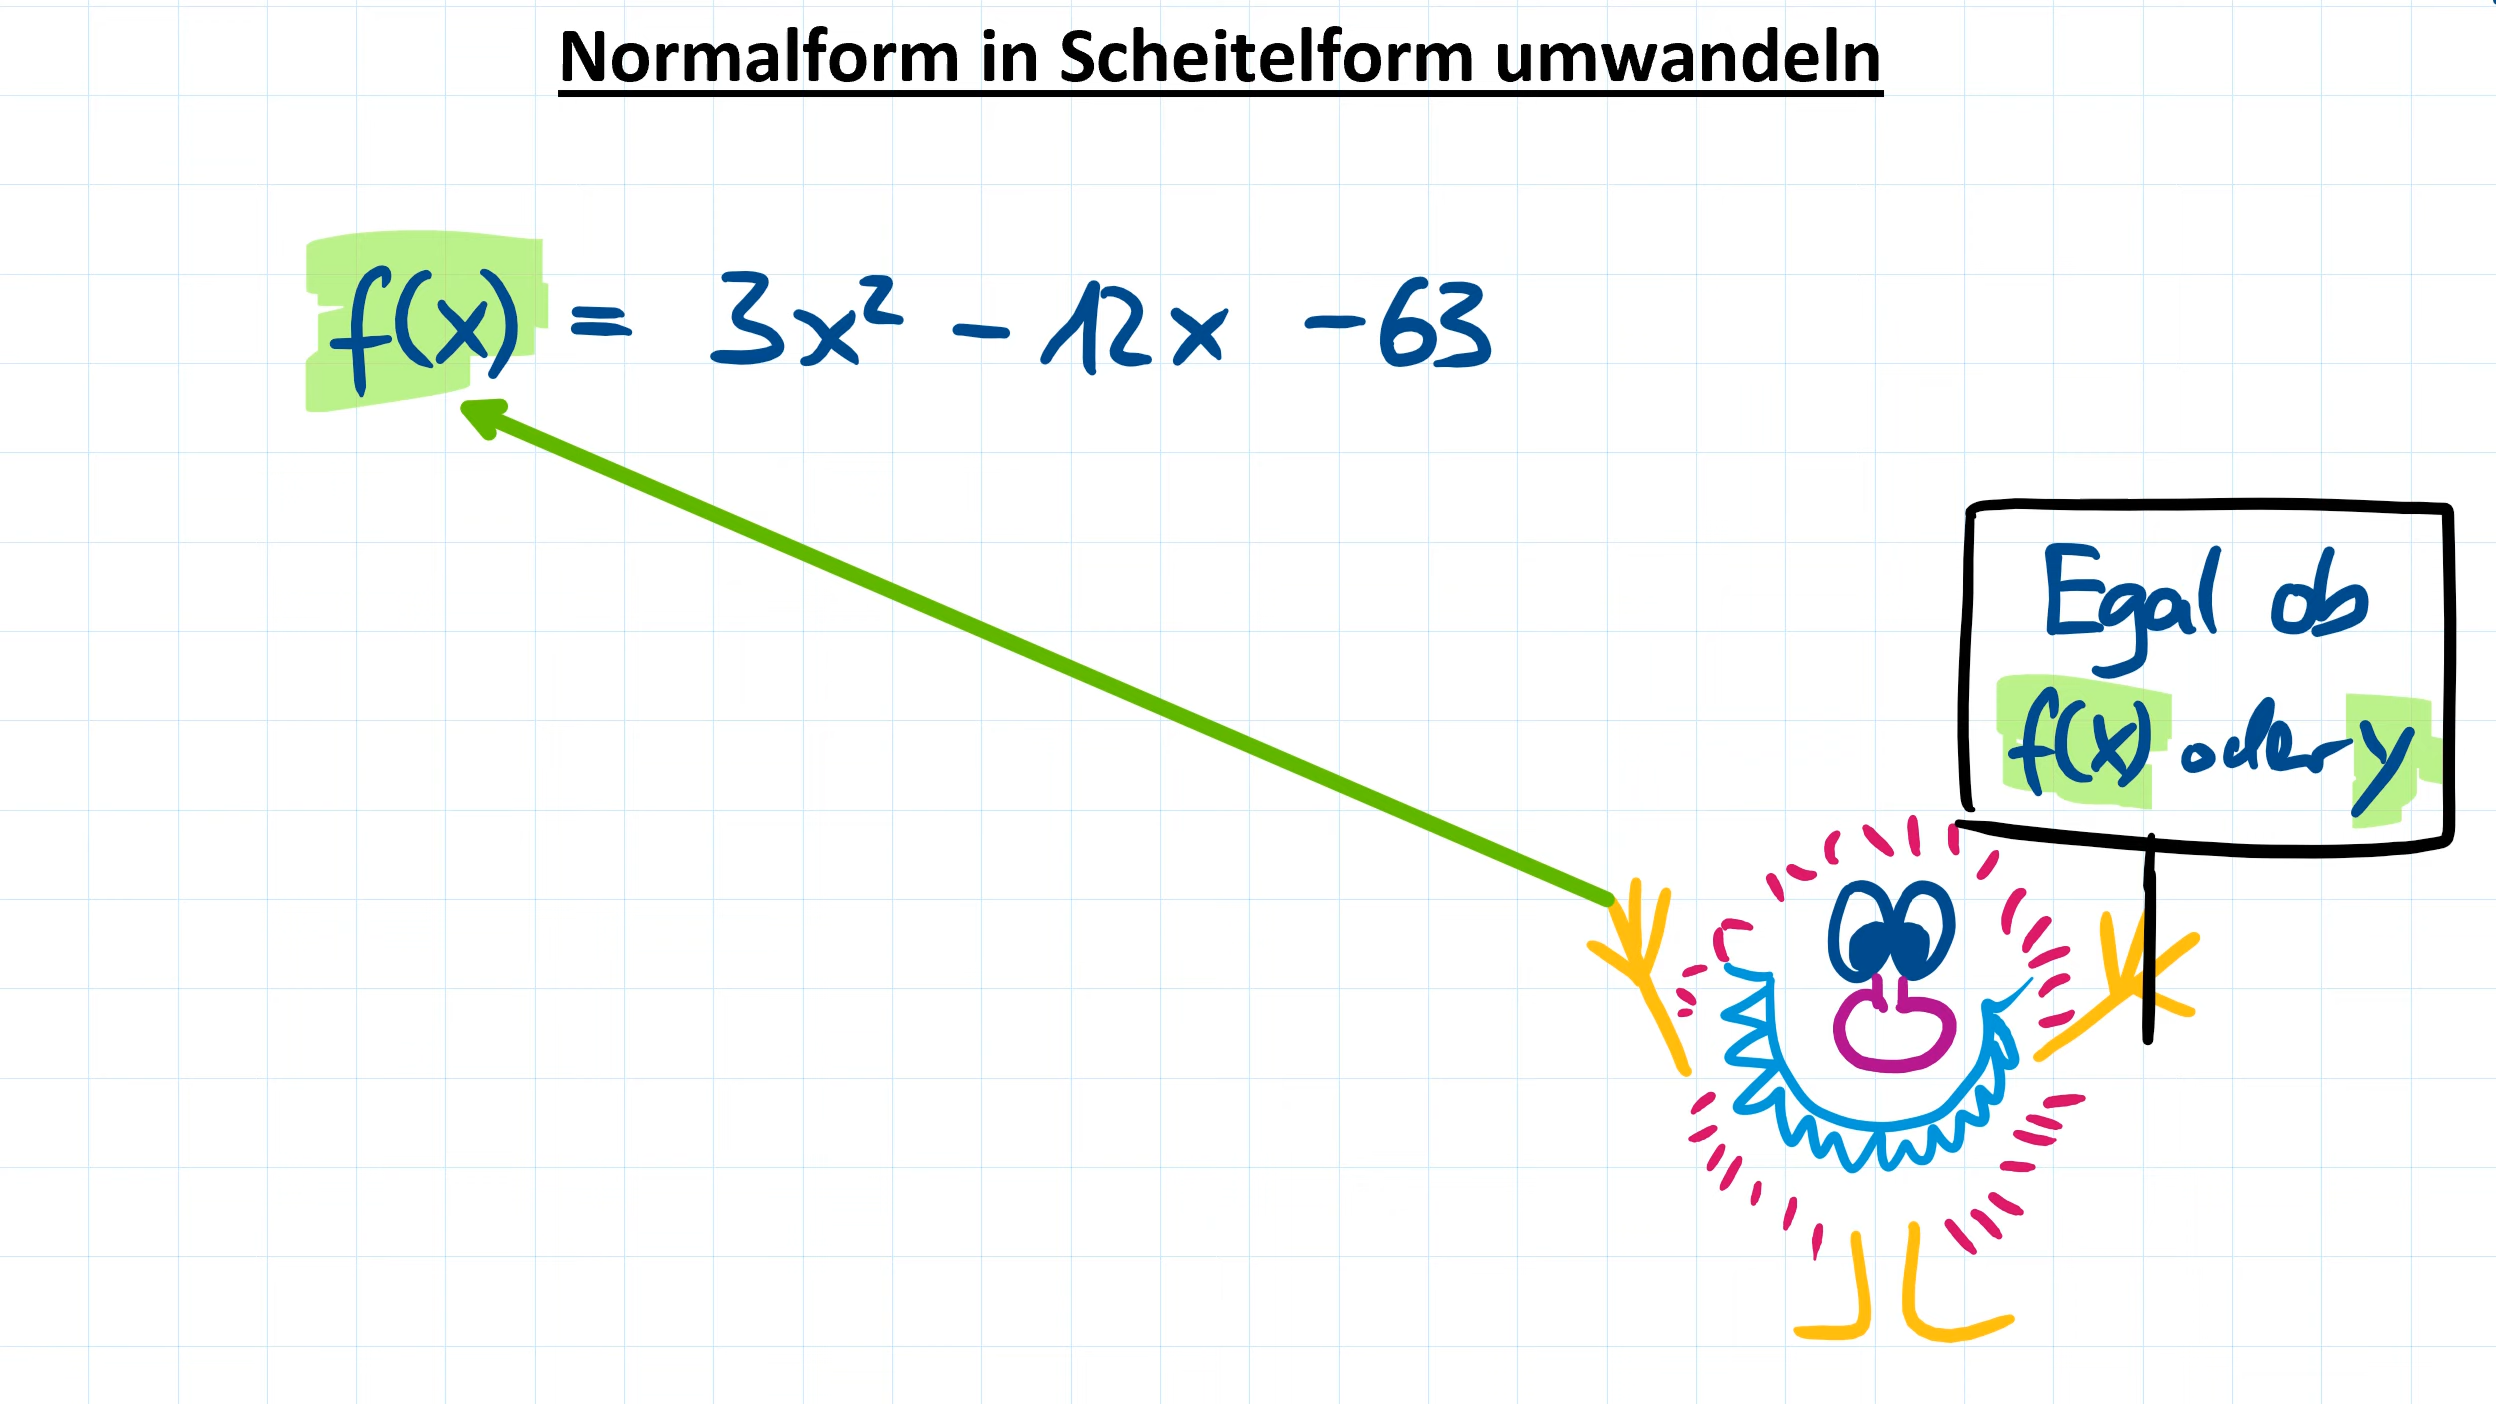 Normalform in Scheitelform umwandeln
f(x) = 3x² - 12x - 63
Egal ob
f(x) oder y